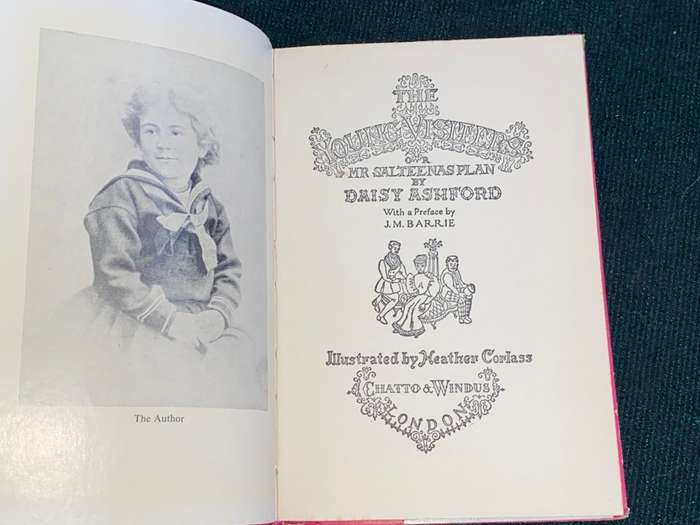 The Author
THE
YOUNG VISITERS
OUR
MR SALTEENAS PLAN
BY
DAISY ASHFORD
With a Preface by
J.M. BARRIE
Illustrated by Heather Corlass
CHATTO & WINDUS
LONDON